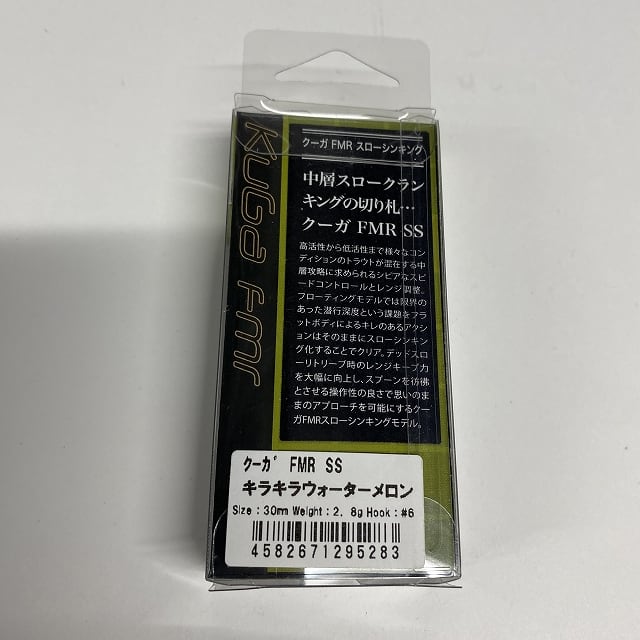 KUGa Fmr
クーガ FMR スローシンキング
中層スロークラン
キングの切り札…
クーガ FMR SS
高活性から低活性まで様々なコン
ディションのトラウトが混在する中
層攻略に求められるシビアなスピ
ードコントロールとレンジ調整。
フローティングモデルでは限界の
あった潜行深度という課題をフラ
ットボディによるキレのあるアクシ
ョンはそのままにスローシンキン
グ化することでクリア。デッドスロ
ーリトリーブ時のレンジキープ力
を大幅に向上し、スプーンを彷彿
とさせる操作性の良さで思いのま
まのアプローチを可能にするクー
ガFMRスローシンキングモデル。
クーガ FMR SS
キラキラウォーターメロン
Size：30mm Weight：2．8g Hook：#6
4582671295283